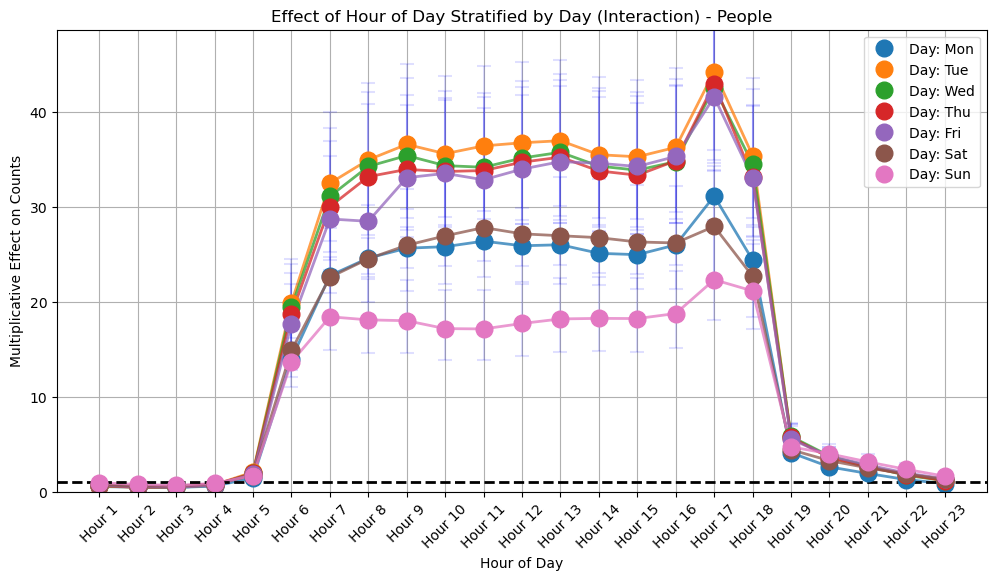 Effect of Hour of Day Stratified by Day (Interaction) - People
Multiplicative Effect on Counts
40
30
20
10
0
Day: Mon
Day: Tue
Day: Wed
Day: Thu
Day: Fri
Day: Sat
Day: Sun
Hour 1
Hour 2
Hour 3
Hour 4
Hour 5
Hour 6
Hour 7
Hour 8
Hour 9
Hour 10
Hour 11
Hour 12
Hour 13
Hour 14
Hour 15
Hour 16
Hour 17
Hour 18
Hour 19
Hour 20
Hour 21
Hour 22
Hour 23
Hour of Day